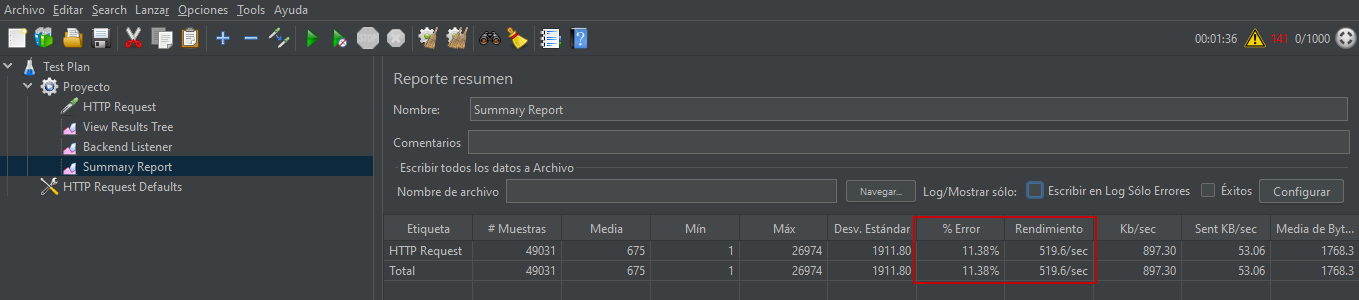 Archivo Editar Search Lanzar Opciones Tools Ayuda
00:01:36 141 0/1000
Test Plan
Proyecto
HTTP Request
View Results Tree
Backend Listener
Summary Report
HTTP Request Defaults
Reporte resumen
Nombre: Summary Report
Comentarios
Escribir todos los datos a Archivo
Nombre de archivo Navegar... Log/Mostrar sólo: Escribir en Log Sólo Errores Éxitos Configurar
Etiqueta # Muestras Media Mín Máx Desv. Estándar % Error Rendimiento Kb/sec Sent KB/sec Media de Byt...
HTTP Request 49031 675 1 26974 1911.80 11.38% 519.6/sec 897.30 53.06 1768.3
Total 49031 675 1 26974 1911.80 11.38% 519.6/sec 897.30 53.06 1768.3